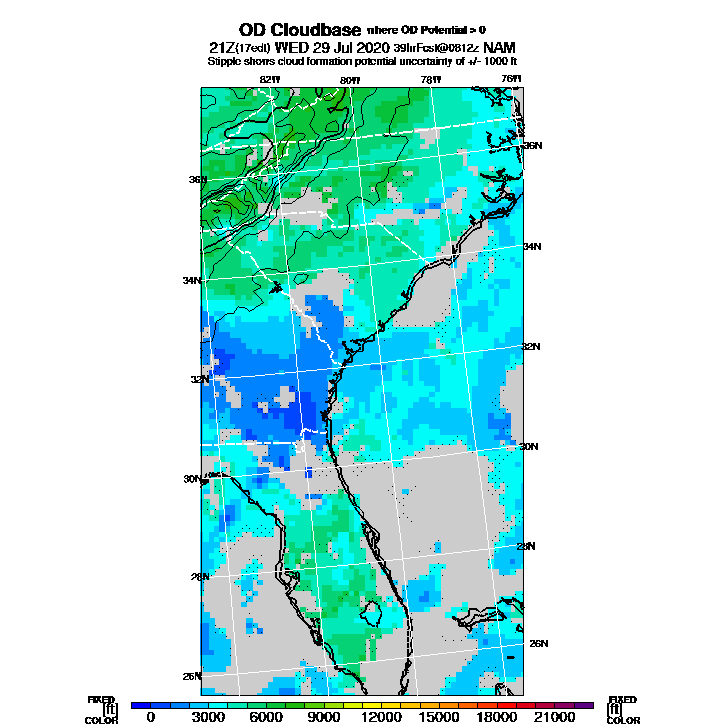 OD Cloudbase where OD Potential > 0
21Z(17edt) WED 29 Jul 2020 39hrFcst@0612z NAM
Stipple shows cloud formation potential uncertainty of +/- 1000 ft
82W 80W 78W 76W
36N
36N
34N
34N
32N
32N
30N
30N
28N
28N
26N
26N
FIXED FIXED
[ft] 0 3000 6000 9000 12000 15000 18000 21000 [ft]
COLOR COLOR